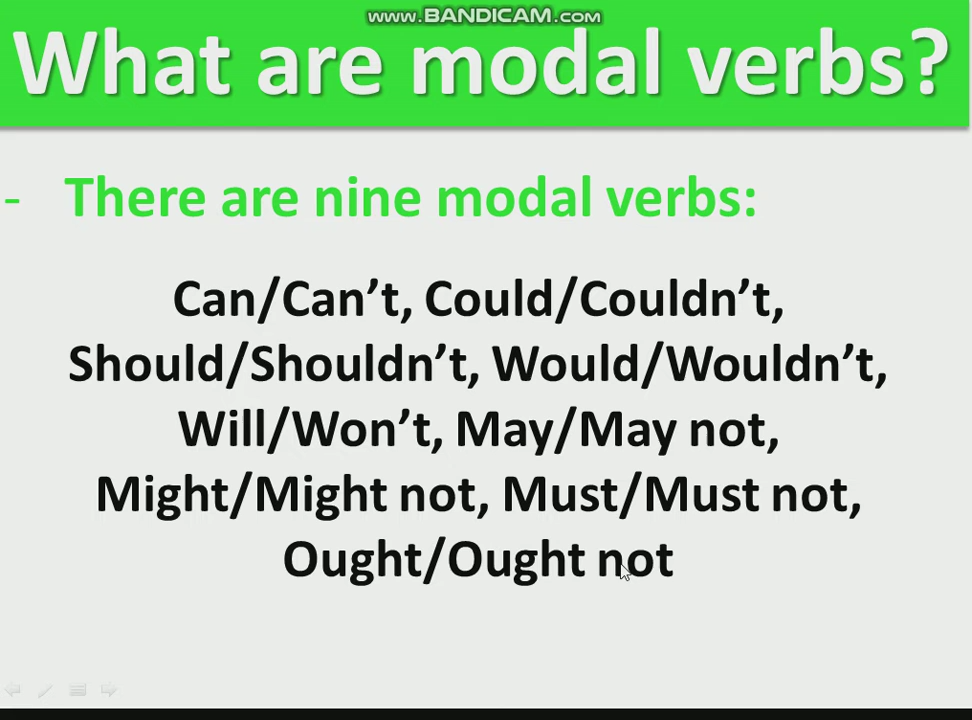 www.BANDICAM.com
What are modal verbs?
- There are nine modal verbs:
Can/Can’t, Could/Couldn’t,
Should/Shouldn’t, Would/Wouldn’t,
Will/Won’t, May/May not,
Might/Might not, Must/Must not,
Ought/Ought not